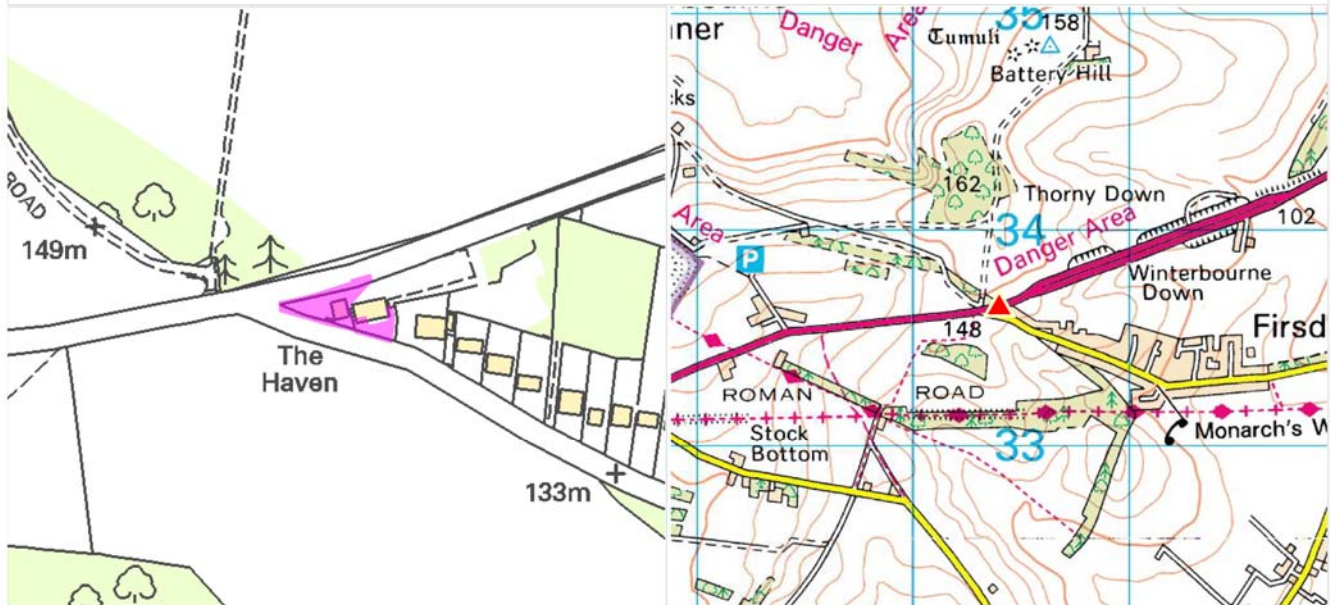 ROAD
149m
The
Haven
133m
ner
Danger
Area
35
158
Tumuli
Battery Hill
cks
162
Thorny Down
Area
34
Danger Area
102
P
Winterbourne
Down
148
Firsd
ROMAN
ROAD
Stock
Bottom
33
Monarch's W